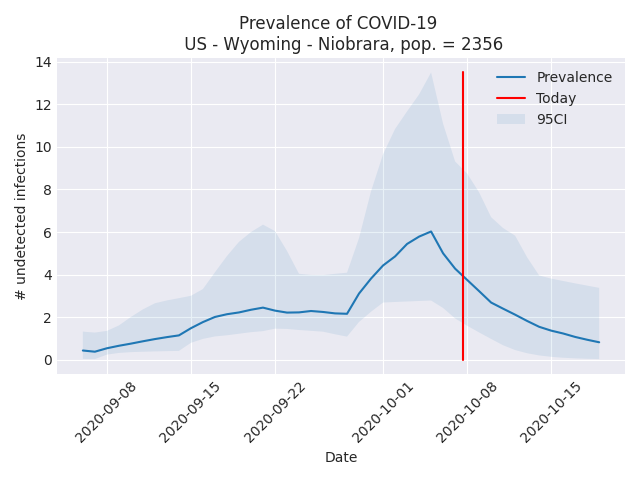 Prevalence of COVID-19
US - Wyoming - Niobrara, pop. = 2356
# undetected infections
14
12
10
8
6
4
2
0
Prevalence
Today
95CI
2020-09-08
2020-09-15
2020-09-22
2020-10-01
2020-10-08
2020-10-15
Date